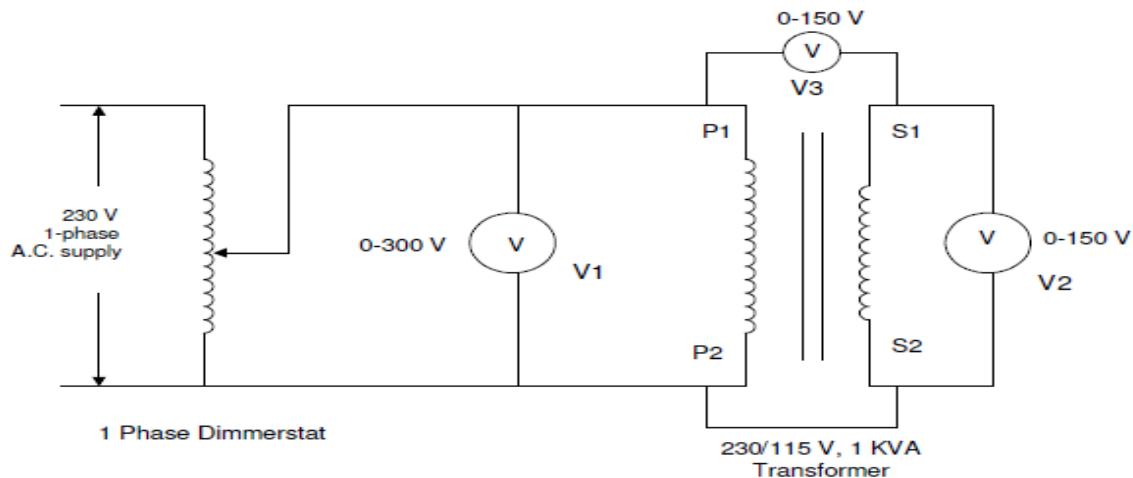 0-150 V
V
V3
P1
S1
230 V
1-phase
A.C. supply
0-300 V
V
V1
V
0-150 V
V2
P2
S2
1 Phase Dimmerstat
230/115 V, 1 KVA
Transformer